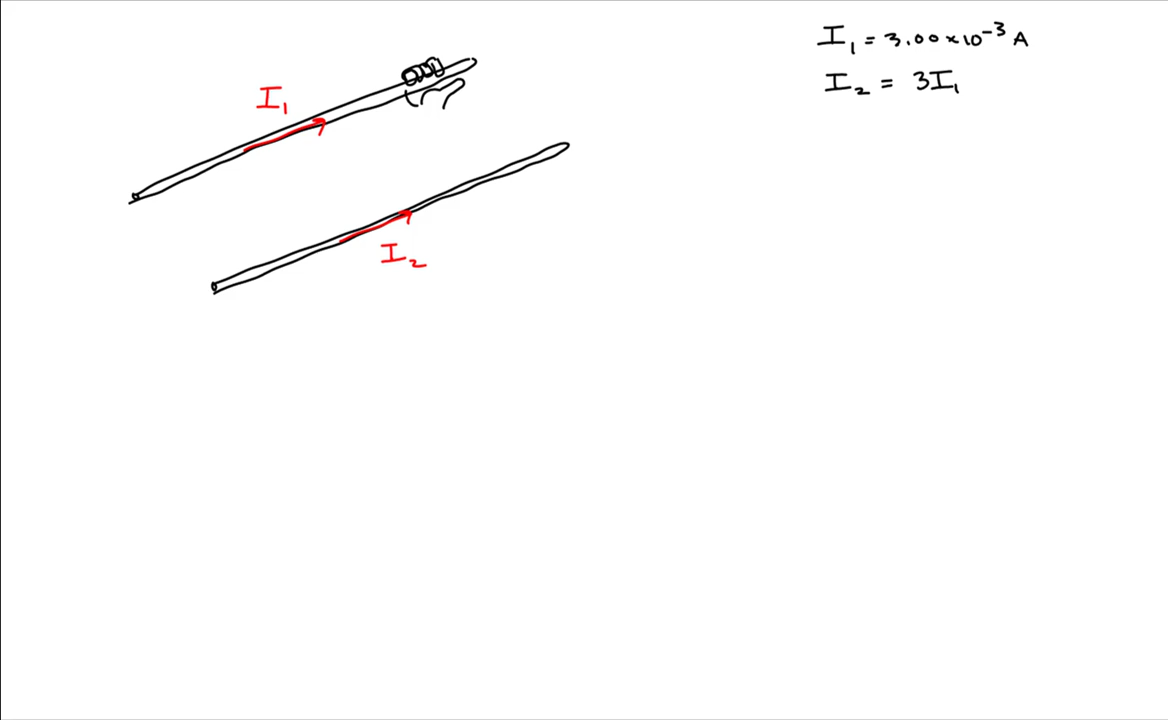 I₁ = 3.00×10⁻³ A
I₂ = 3I₁
I₁
I₂